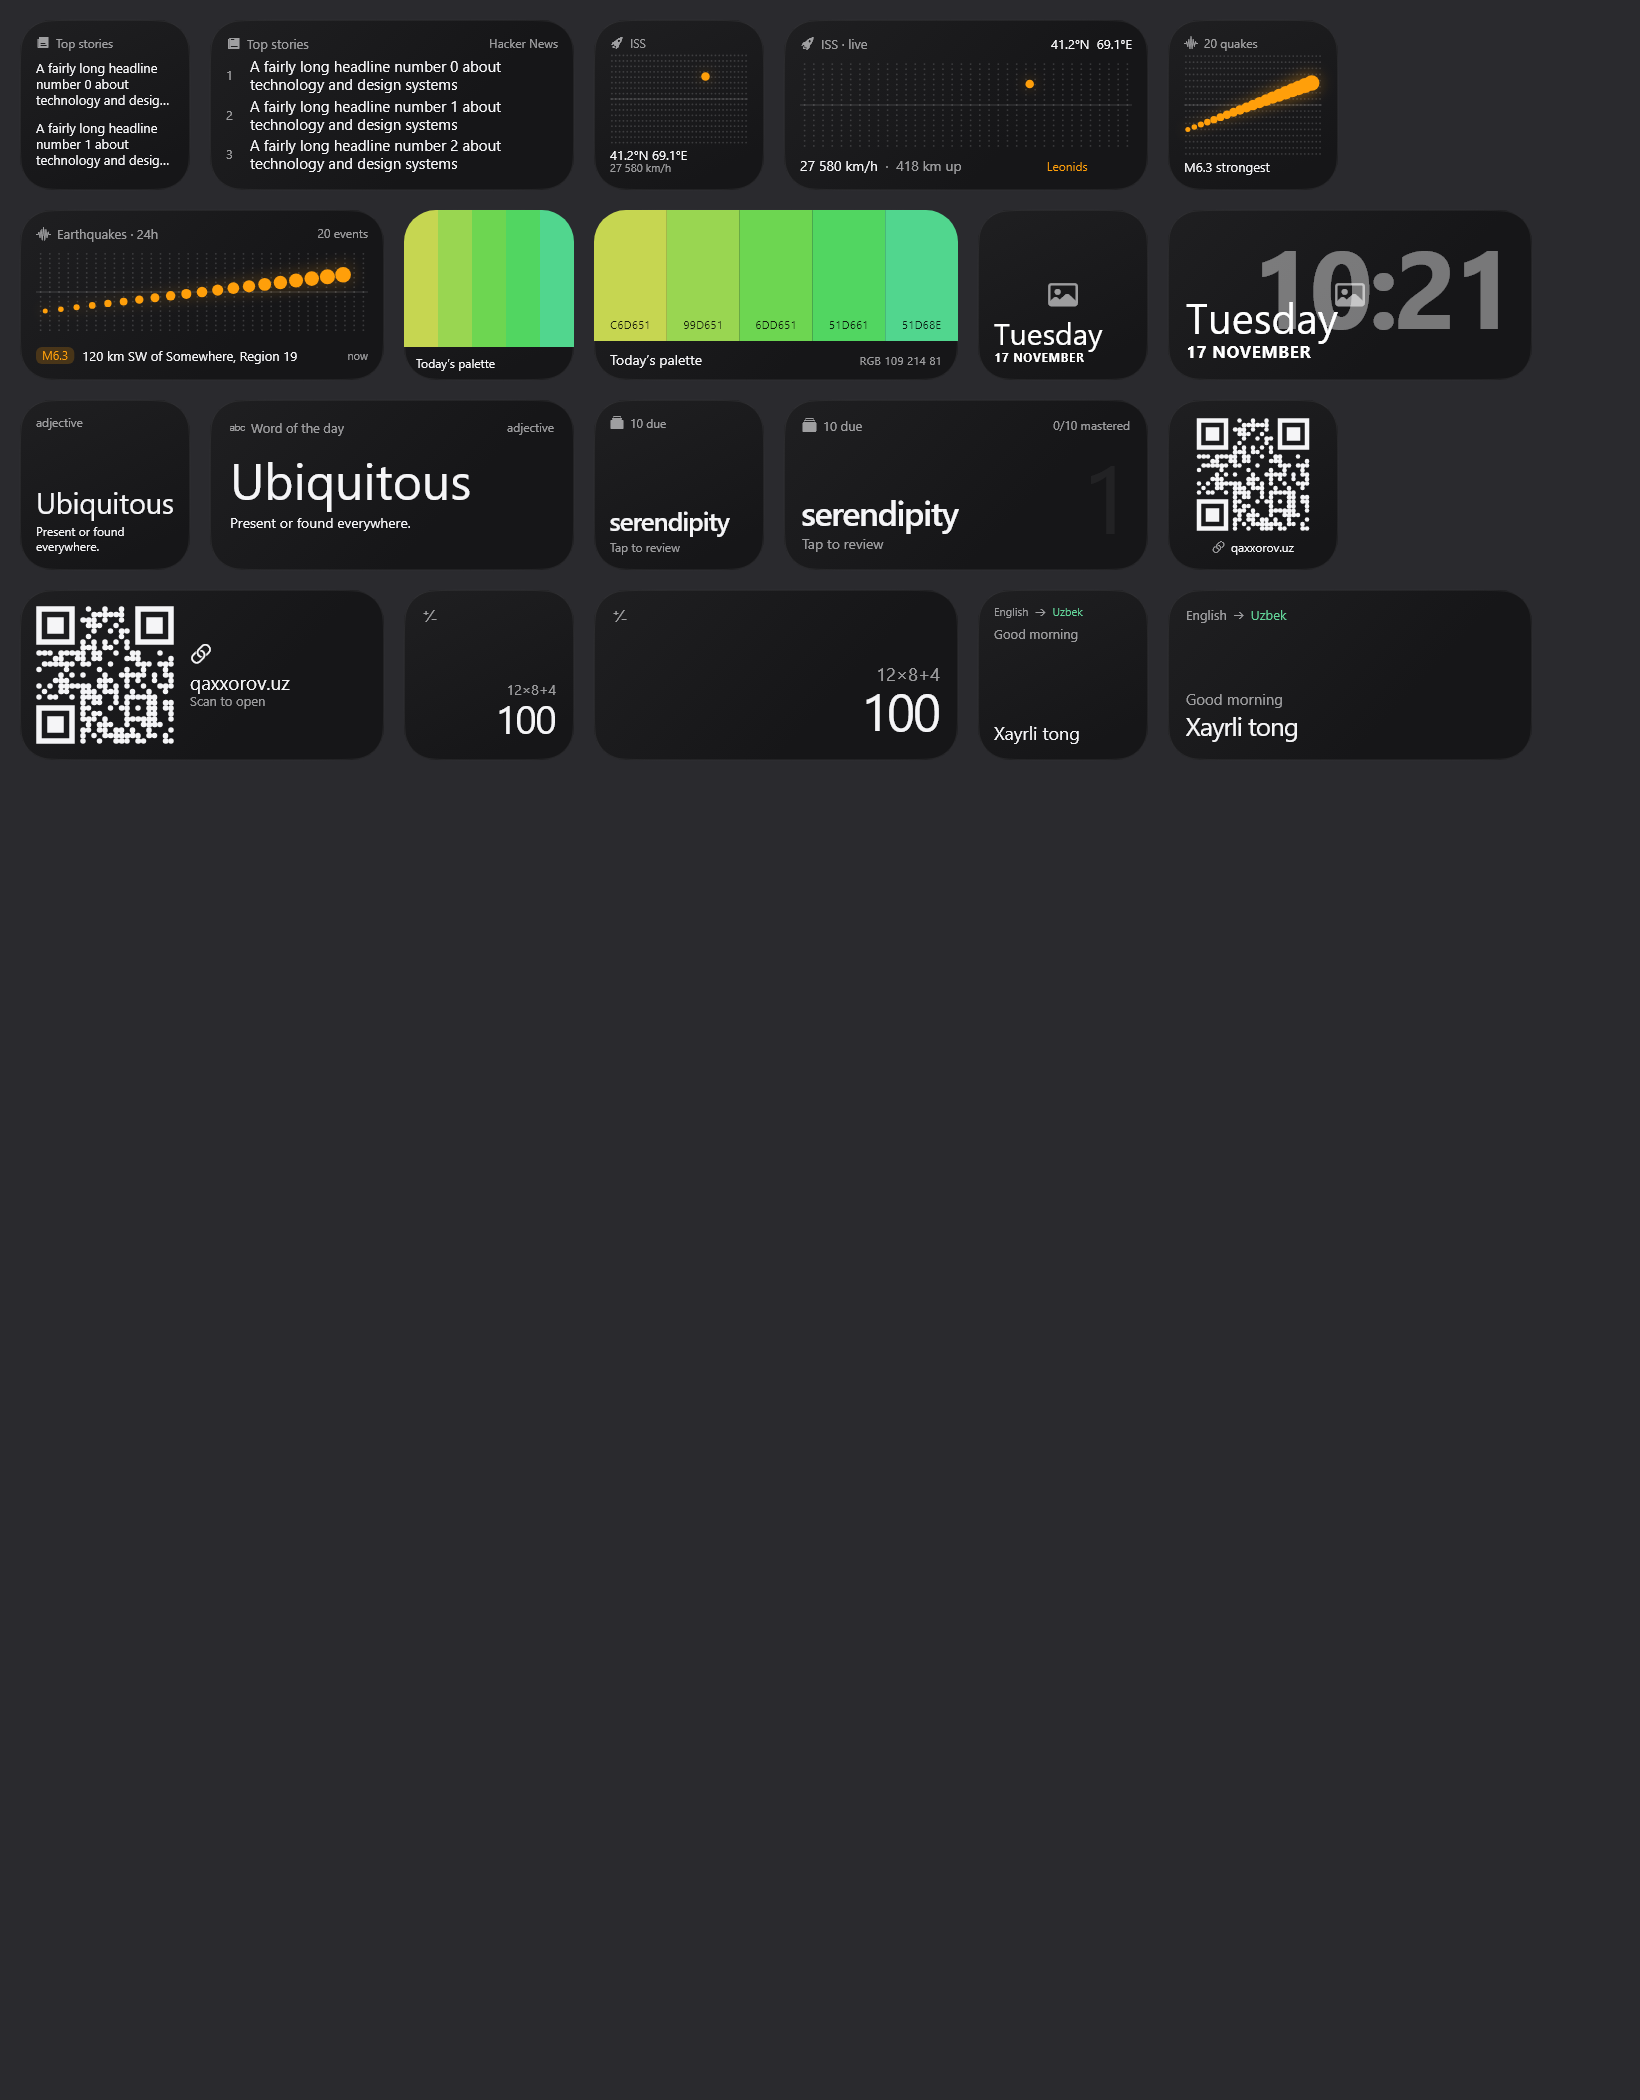 Top stories
A fairly long headline
number 0 about
technology and desig...
A fairly long headline
number 1 about
technology and desig...
Top stories
Hacker News
1
A fairly long headline number 0 about
technology and design systems
2
A fairly long headline number 1 about
technology and design systems
3
A fairly long headline number 2 about
technology and design systems
ISS
41.2°N 69.1°E
27 580 km/h
ISS · live
41.2°N 69.1°E
27 580 km/h · 418 km up
Leonids
20 quakes
M6.3 strongest
Earthquakes · 24h
20 events
M6.3 120 km SW of Somewhere, Region 19
now
Today's palette
C6D651 99D651 6DD651 51D661 51D68E
Today's palette
RGB 109 214 81
Tuesday
17 NOVEMBER
10:21
Tuesday
17 NOVEMBER
adjective
Ubiquitous
Present or found
everywhere.
abc Word of the day
adjective
Ubiquitous
Present or found everywhere.
10 due
serendipity
Tap to review
10 due
0/10 mastered
1
serendipity
Tap to review
qaxxorov.uz
qaxxorov.uz
Scan to open
12×8+4
100
12×8+4
100
English → Uzbek
Good morning
Xayrli tong
English → Uzbek
Good morning
Xayrli tong